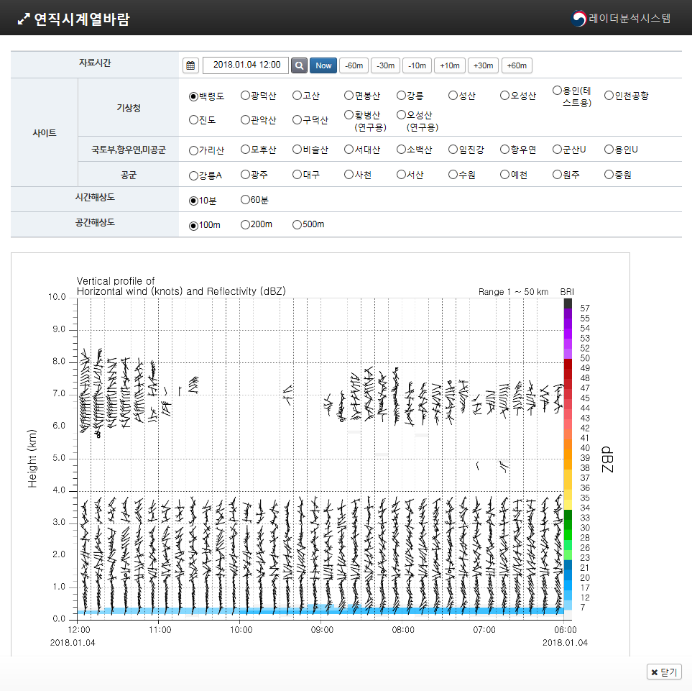 연직시계열바람
레이더분석시스템
자료시간 2018.01.04 12:00 Now -60m -30m -10m +10m +30m +60m
사이트
기상청
백령도 광덕산 고산 면봉산 강릉 성산 오성산 용인(테스트용) 인천공항
진도 관악산 구덕산 황병산(연구용) 오성산(연구용)
국토부,항우연,미공군 가리산 모후산 비슬산 서대산 소백산 임진강 항우연 군산U 용인U
공군 강릉A 광주 대구 사천 서산 수원 예천 원주 중원
시간해상도 10분 60분
공간해상도 100m 200m 500m
Vertical profile of
Horizontal wind (knots) and Reflectivity (dBZ)
Range 1 ~ 50 km BRI
Height (km)
10.0
9.0
8.0
7.0
6.0
5.0
4.0
3.0
2.0
1.0
0.0
12:00 11:00 10:00 09:00 08:00 07:00 06:00
2018.01.04 2018.01.04
57
55
54
53
52
50
49
48
47
45
44
43
42
41
40
39
38
37
36
35
34
33
30
28
26
23
21
20
17
12
7
dBZ
닫기